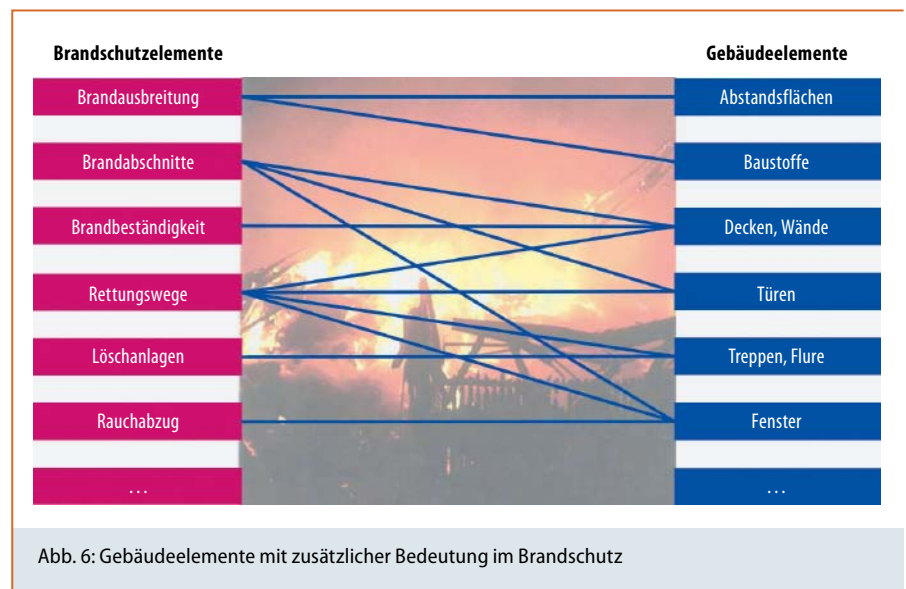 Brandschutzelemente
Gebäudeelemente
Brandausbreitung
Abstandsflächen
Brandabschnitte
Baustoffe
Brandbeständigkeit
Decken, Wände
Rettungswege
Türen
Löschanlagen
Treppen, Flure
Rauchabzug
Fenster
...
...
Abb. 6: Gebäudeelemente mit zusätzlicher Bedeutung im Brandschutz